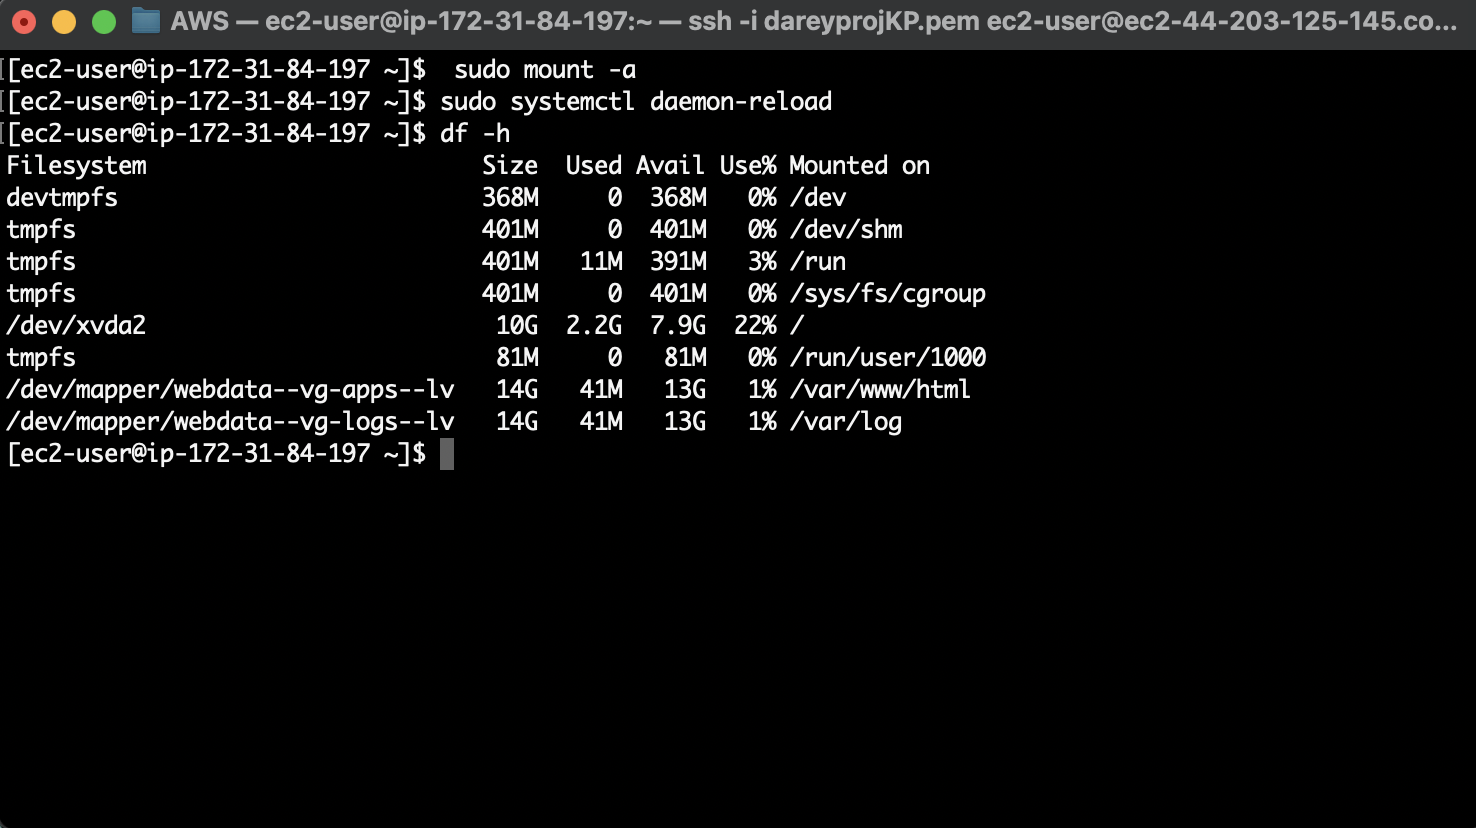 AWS — ec2-user@ip-172-31-84-197:~ — ssh -i dareyprojKP.pem ec2-user@ec2-44-203-125-145.co...
[ec2-user@ip-172-31-84-197 ~]$  sudo mount -a
[ec2-user@ip-172-31-84-197 ~]$ sudo systemctl daemon-reload
[ec2-user@ip-172-31-84-197 ~]$ df -h
Filesystem                        Size  Used Avail Use% Mounted on
devtmpfs                          368M     0  368M   0% /dev
tmpfs                             401M     0  401M   0% /dev/shm
tmpfs                             401M   11M  391M   3% /run
tmpfs                             401M     0  401M   0% /sys/fs/cgroup
/dev/xvda2                         10G  2.2G  7.9G  22% /
tmpfs                              81M     0   81M   0% /run/user/1000
/dev/mapper/webdata--vg-apps--lv   14G   41M   13G   1% /var/www/html
/dev/mapper/webdata--vg-logs--lv   14G   41M   13G   1% /var/log
[ec2-user@ip-172-31-84-197 ~]$